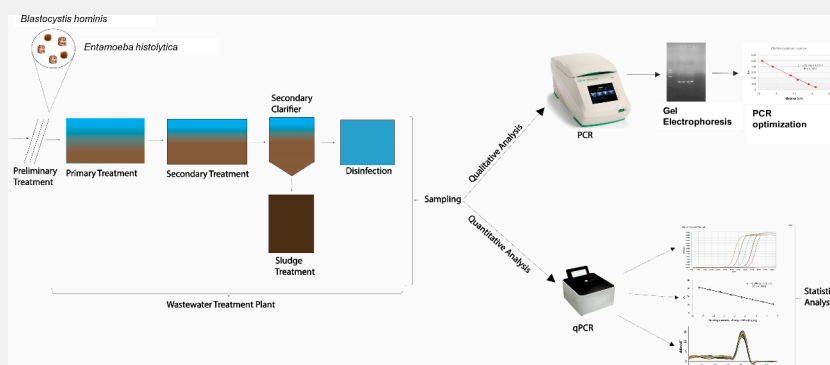 Blastocystis hominis
Entamoeba histolytica
Preliminary
Treatment
Primary Treatment
Secondary Treatment
Secondary
Clarifier
Disinfection
Sludge
Treatment
Wastewater Treatment Plant
Sampling
Qualitative Analysis
Quantitative Analysis
PCR
Gel
Electrophoresis
PCR
optimization
qPCR
Statisti
Analys